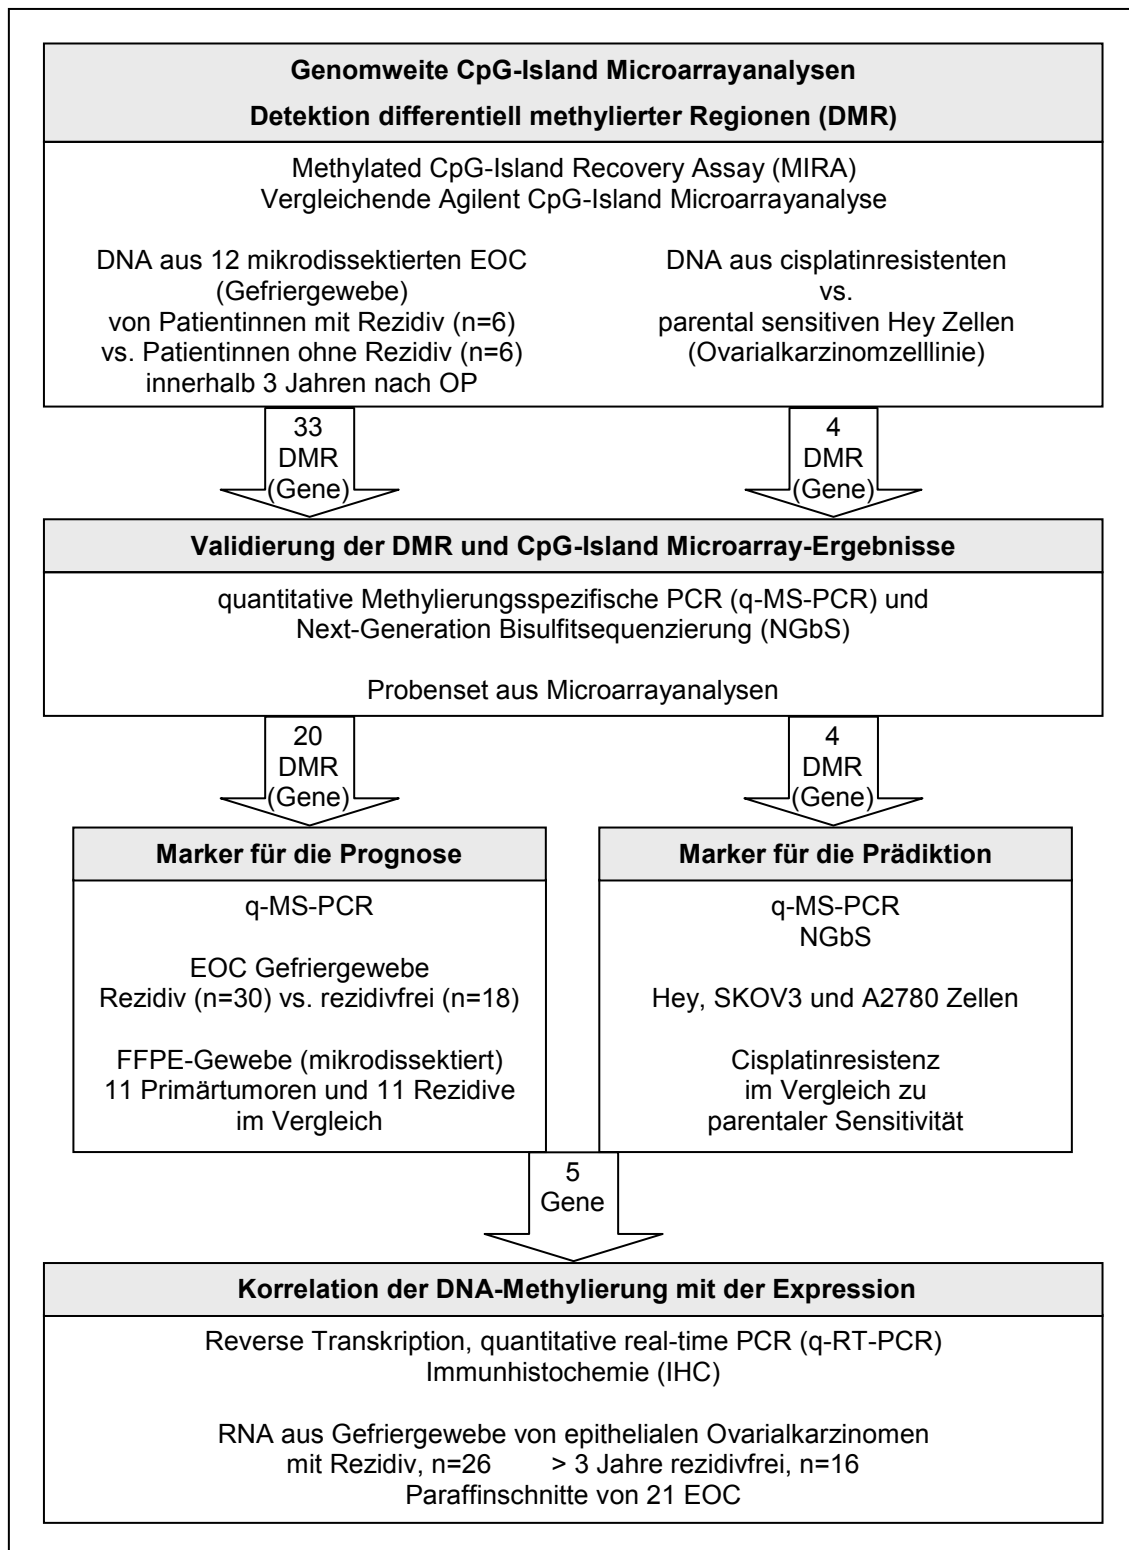 Genomweite CpG-Island Microarrayanalysen
Detektion differentiell methylierter Regionen (DMR)
Methylated CpG-Island Recovery Assay (MIRA)
Vergleichende Agilent CpG-Island Microarrayanalyse
DNA aus 12 mikrodissektierten EOC
(Gefriergewebe)
von Patientinnen mit Rezidiv (n=6)
vs. Patientinnen ohne Rezidiv (n=6)
innerhalb 3 Jahren nach OP
DNA aus cisplatinresistenten
vs.
parental sensitiven Hey Zellen
(Ovarialkarzinomzelllinie)
33
DMR
(Gene)
4
DMR
(Gene)
Validierung der DMR und CpG-Island Microarray-Ergebnisse
quantitative Methylierungsspezifische PCR (q-MS-PCR) und
Next-Generation Bisulfitsequenzierung (NGbS)
Probenset aus Microarrayanalysen
20
DMR
(Gene)
4
DMR
(Gene)
Marker für die Prognose
q-MS-PCR
EOC Gefriergewebe
Rezidiv (n=30) vs. rezidivfrei (n=18)
FFPE-Gewebe (mikrodissektiert)
11 Primärtumoren und 11 Rezidive
im Vergleich
Marker für die Prädiktion
q-MS-PCR
NGbS
Hey, SKOV3 und A2780 Zellen
Cisplatinresistenz
im Vergleich zu
parentaler Sensitivität
5
Gene
Korrelation der DNA-Methylierung mit der Expression
Reverse Transkription, quantitative real-time PCR (q-RT-PCR)
Immunhistochemie (IHC)
RNA aus Gefriergewebe von epithelialen Ovarialkarzinomen
mit Rezidiv, n=26 > 3 Jahre rezidivfrei, n=16
Paraffinschnitte von 21 EOC